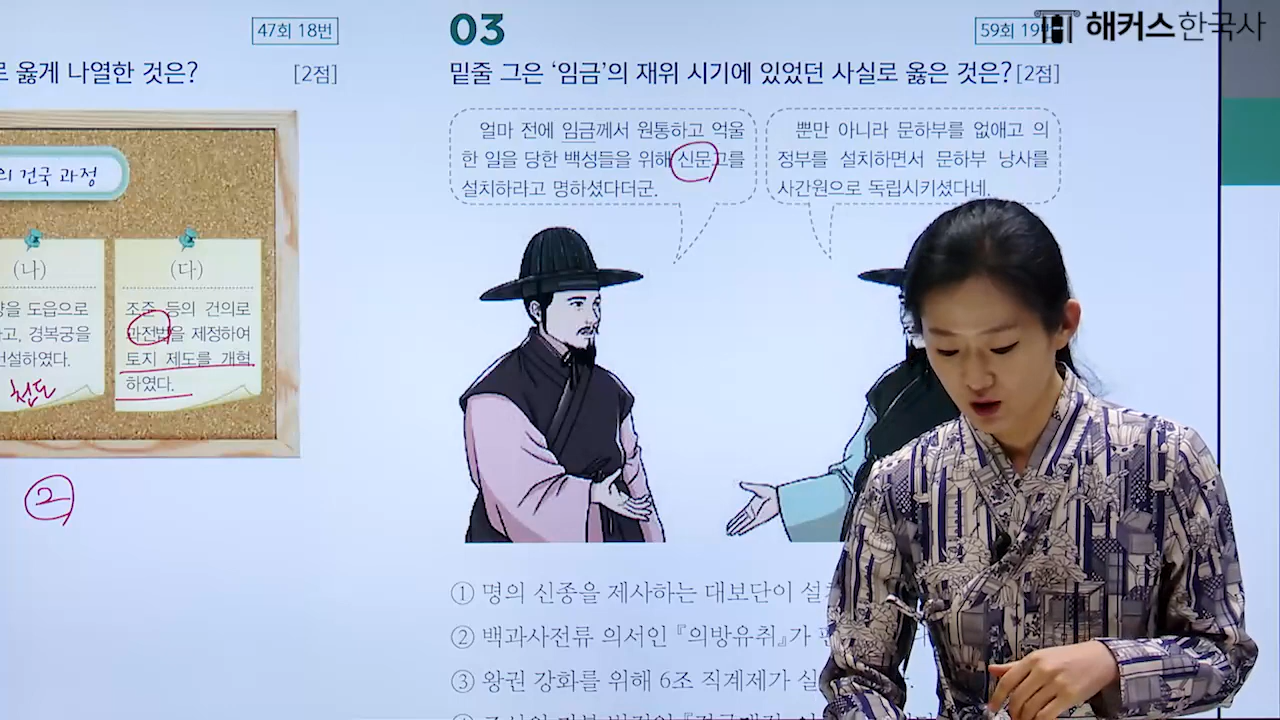 47회 18번
로 옳게 나열한 것은? [2점]
의 건국 과정
(나)
양을 도읍으로
고, 경복궁을
건설하였다.
천도
(다)
조준 등의 건의로
과전법을 제정하여
토지 제도를 개혁
하였다.
②
03
59회 19번
해커스한국사
밑줄 그은 ‘임금’의 재위 시기에 있었던 사실로 옳은 것은? [2점]
얼마 전에 임금께서 원통하고 억울
한 일을 당한 백성들을 위해 신문고를
설치하라고 명하셨다더군.
뿐만 아니라 문하부를 없애고 의
정부를 설치하면서 문하부 낭사를
사간원으로 독립시키셨다네.
① 명의 신종을 제사하는 대보단이
② 백과사전류 의서인 『의방유취』가
③ 왕권 강화를 위해 6조 직계제가